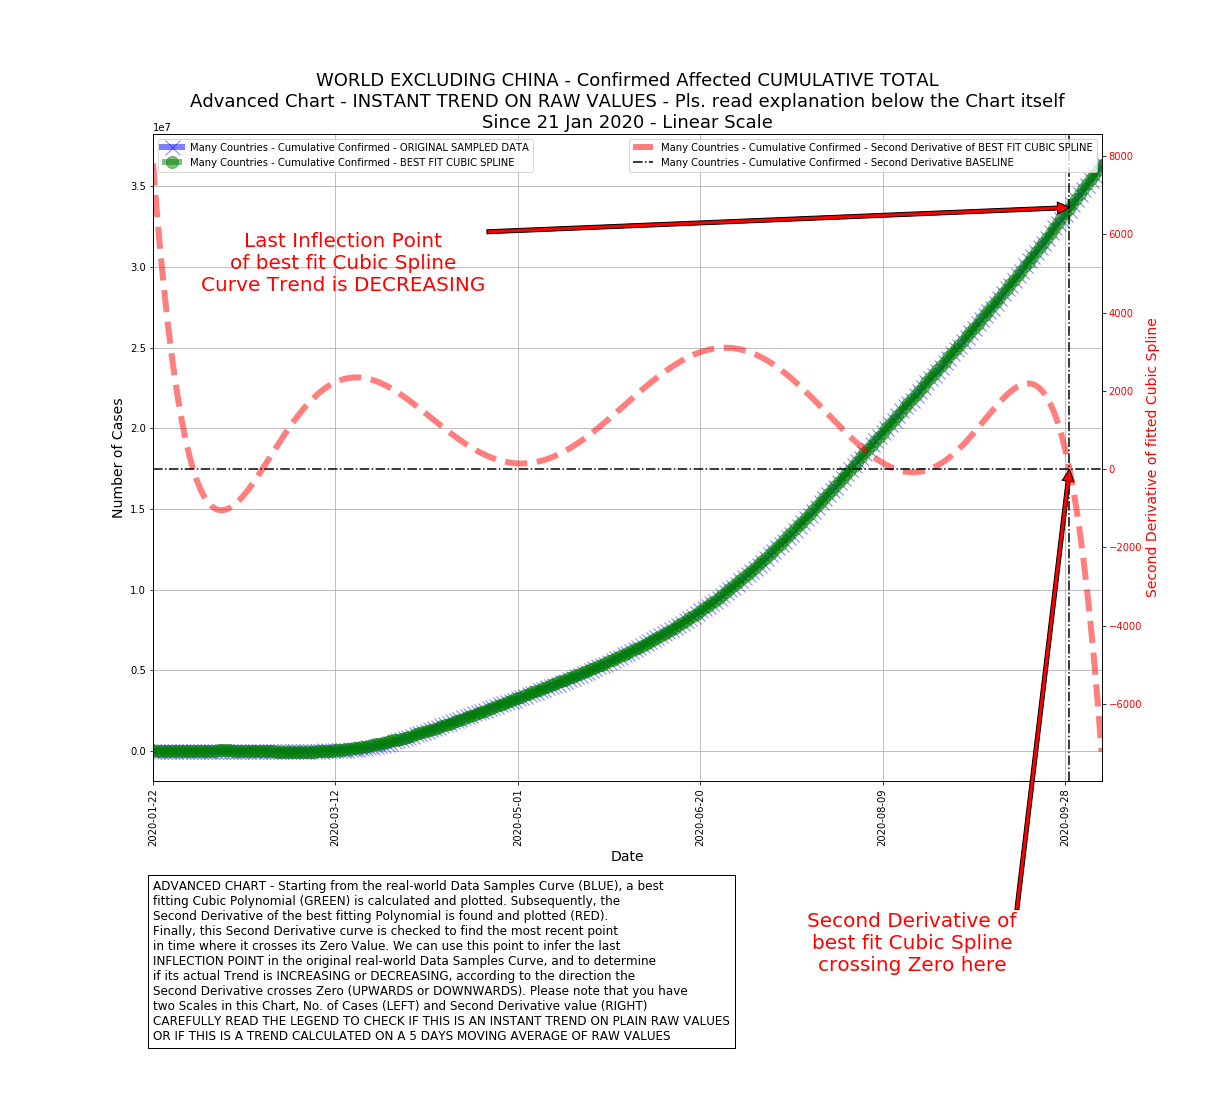 WORLD EXCLUDING CHINA - Confirmed Affected CUMULATIVE TOTAL
Advanced Chart - INSTANT TREND ON RAW VALUES - Pls. read explanation below the Chart itself
Since 21 Jan 2020 - Linear Scale
1e7
Many Countries - Cumulative Confirmed - ORIGINAL SAMPLED DATA
Many Countries - Cumulative Confirmed - BEST FIT CUBIC SPLINE
Many Countries - Cumulative Confirmed - Second Derivative of BEST FIT CUBIC SPLINE
Many Countries - Cumulative Confirmed - Second Derivative BASELINE
Last Inflection Point
of best fit Cubic Spline
Curve Trend is DECREASING
Number of Cases
3.5
3.0
2.5
2.0
1.5
1.0
0.5
0.0
8000
6000
4000
2000
0
−2000
−4000
−6000
Second Derivative of fitted Cubic Spline
2020-01-22
2020-03-12
2020-05-01
2020-06-20
2020-08-09
2020-09-28
Date
ADVANCED CHART - Starting from the real-world Data Samples Curve (BLUE), a best
fitting Cubic Polynomial (GREEN) is calculated and plotted. Subsequently, the
Second Derivative of the best fitting Polynomial is found and plotted (RED).
Finally, this Second Derivative curve is checked to find the most recent point
in time where it crosses its Zero Value. We can use this point to infer the last
INFLECTION POINT in the original real-world Data Samples Curve, and to determine
if its actual Trend is INCREASING or DECREASING, according to the direction the
Second Derivative crosses Zero (UPWARDS or DOWNWARDS). Please note that you have
two Scales in this Chart, No. of Cases (LEFT) and Second Derivative value (RIGHT)
CAREFULLY READ THE LEGEND TO CHECK IF THIS IS AN INSTANT TREND ON PLAIN RAW VALUES
OR IF THIS IS A TREND CALCULATED ON A 5 DAYS MOVING AVERAGE OF RAW VALUES
Second Derivative of
best fit Cubic Spline
crossing Zero here